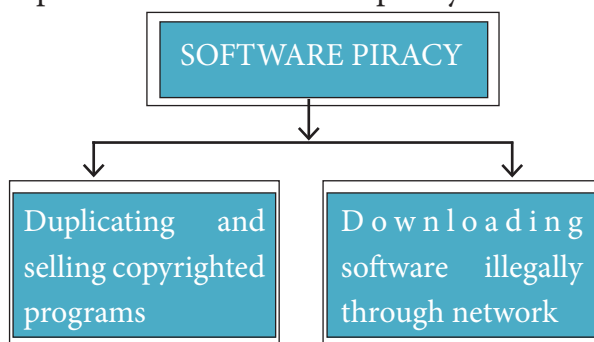 SOFTWARE PIRACY
Duplicating and
selling copyrighted
programs
Downloading
software illegally
through network